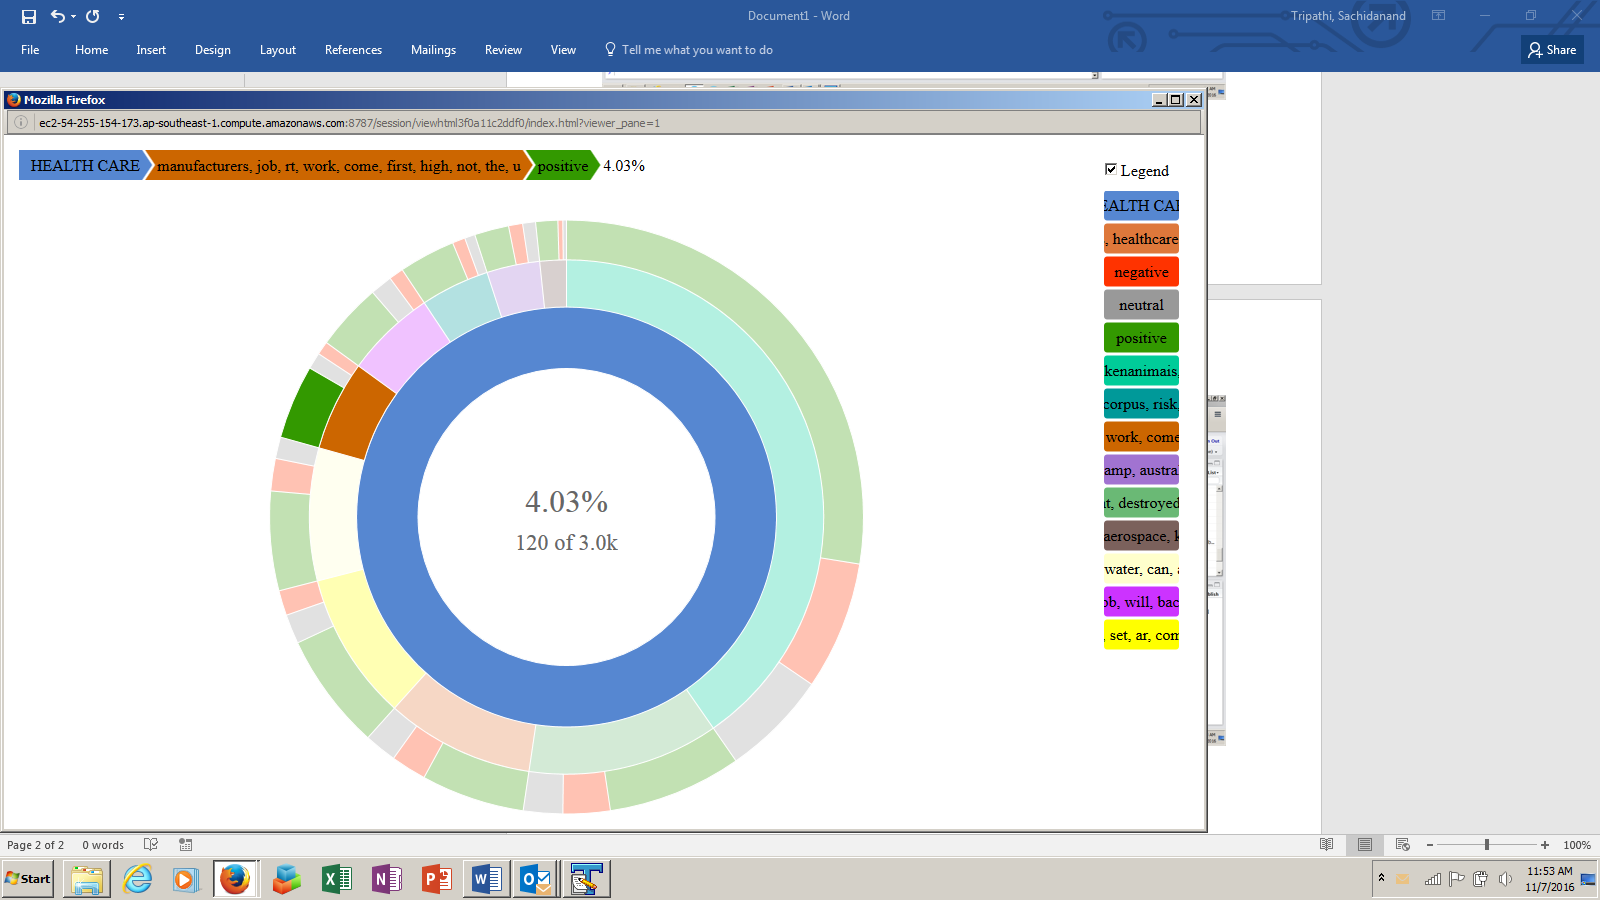 Document1 - Word
Tripathi, Sachidanand
File Home Insert Design Layout References Mailings Review View Tell me what you want to do
Share
Mozilla Firefox
ec2-54-255-154-173.ap-southeast-1.compute.amazonaws.com:8787/session/viewhtml3f0a11c2ddf0/index.html?viewer_pane=1
HEALTH CARE manufacturers, job, rt, work, come, first, high, not, the, u positive 4.03%
Legend
EALTH CAI
, healthcare
negative
neutral
positive
kenanimais,
corpus, risk
work, come
amp, austra
nt, destroyed
aerospace, k
water, can, a
ob, will, bac
, set, ar, com
4.03%
120 of 3.0k
Page 2 of 2 0 words
100%
Start
11:53 AM
11/7/2016